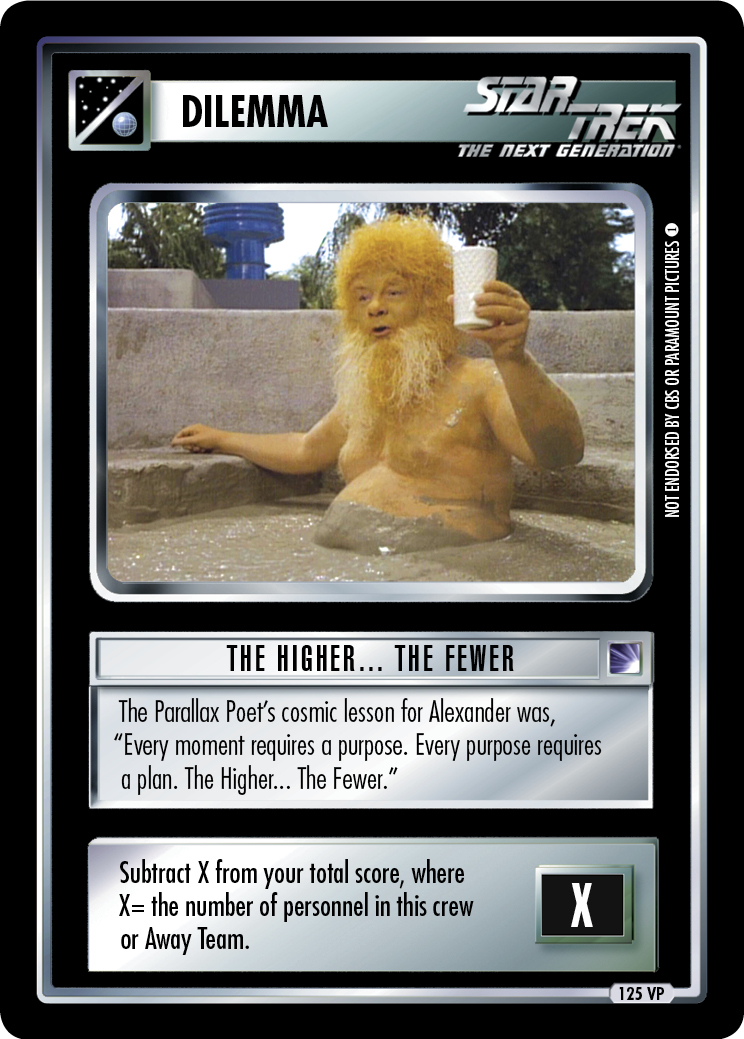 DILEMMA
STAR TREK
THE NEXT GENERATION
NOT ENDORSED BY CBS OR PARAMOUNT PICTURES 1
THE HIGHER... THE FEWER
The Parallax Poet’s cosmic lesson for Alexander was,
“Every moment requires a purpose. Every purpose requires
a plan. The Higher... The Fewer.”
Subtract X from your total score, where
X= the number of personnel in this crew
or Away Team.
X
125 VP